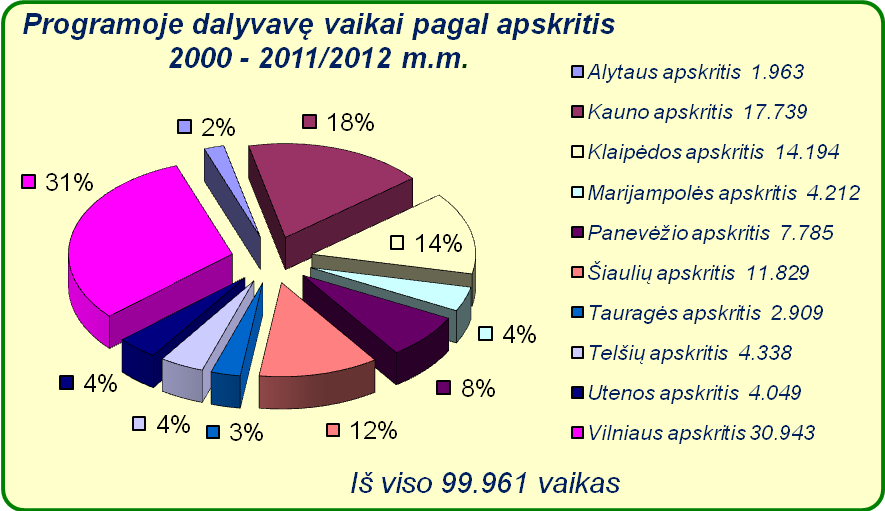 Programoje dalyvavę vaikai pagal apskritis
2000 - 2011/2012 m.m.
2%
18%
31%
14%
4%
8%
12%
3%
4%
4%
Alytaus apskritis 1.963
Kauno apskritis 17.739
Klaipėdos apskritis 14.194
Marijampolės apskritis 4.212
Panevėžio apskritis 7.785
Šiaulių apskritis 11.829
Tauragės apskritis 2.909
Telšių apskritis 4.338
Utenos apskritis 4.049
Vilniaus apskritis 30.943
Iš viso 99.961 vaikas